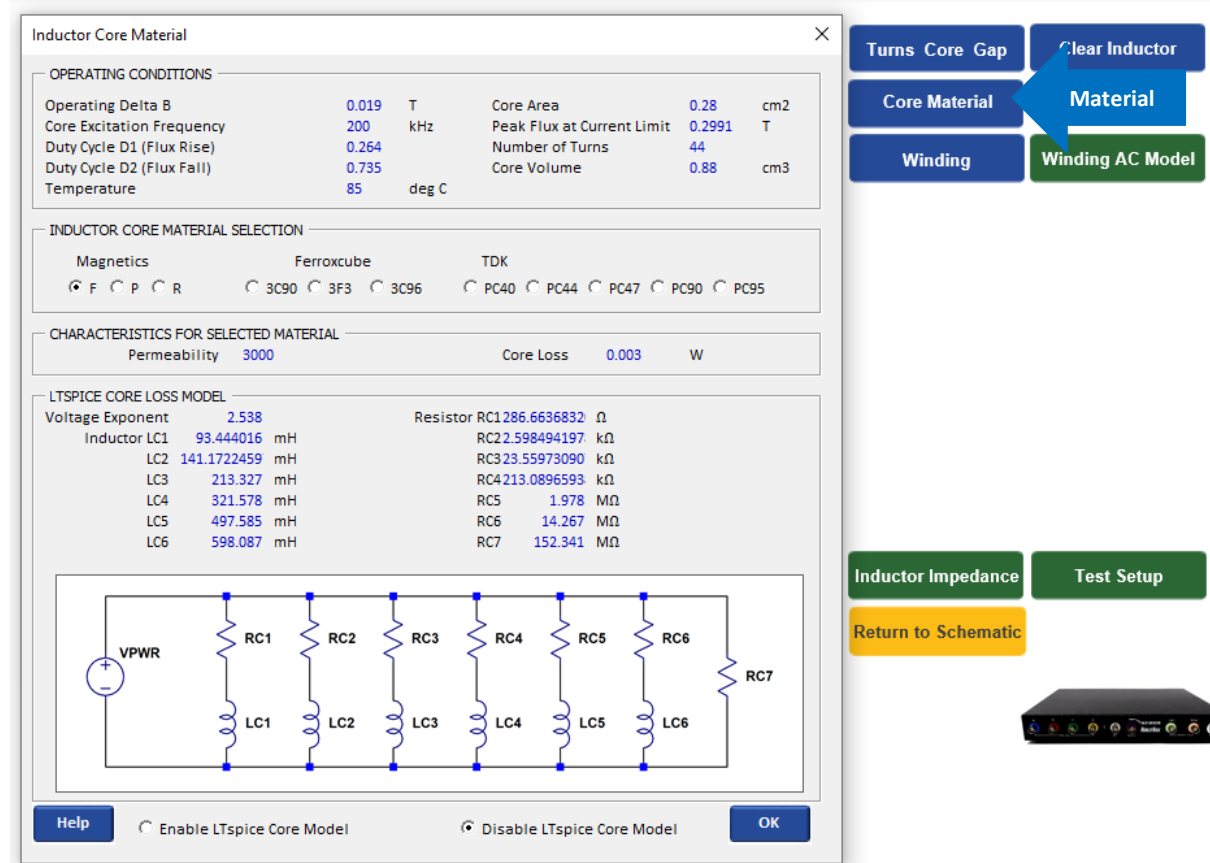 Inductor Core Material
OPERATING CONDITIONS
Operating Delta B 0.019 T Core Area 0.28 cm2
Core Excitation Frequency 200 kHz Peak Flux at Current Limit 0.2991 T
Duty Cycle D1 (Flux Rise) 0.264 Number of Turns 44
Duty Cycle D2 (Flux Fall) 0.735 Core Volume 0.88 cm3
Temperature 85 deg C
INDUCTOR CORE MATERIAL SELECTION
Magnetics Ferroxcube TDK
F P R 3C90 3F3 3C96 PC40 PC44 PC47 PC90 PC95
CHARACTERISTICS FOR SELECTED MATERIAL
Permeability 3000 Core Loss 0.003 W
LTSPICE CORE LOSS MODEL
Voltage Exponent 2.538 Resistor RC1 286.6636832 Ω
Inductor LC1 93.444016 mH RC2 2.598494197 kΩ
LC2 141.1722459 mH RC3 23.55973090 kΩ
LC3 213.327 mH RC4 213.0896593 kΩ
LC4 321.578 mH RC5 1.978 MΩ
LC5 497.585 mH RC6 14.267 MΩ
LC6 598.087 mH RC7 152.341 MΩ
VPWR RC1 RC2 RC3 RC4 RC5 RC6
RC7
LC1 LC2 LC3 LC4 LC5 LC6
Help Enable LTspice Core Model Disable LTspice Core Model OK
Turns Core Gap Clear Inductor
Core Material Material
Winding Winding AC Model
Inductor Impedance Test Setup
Return to Schematic